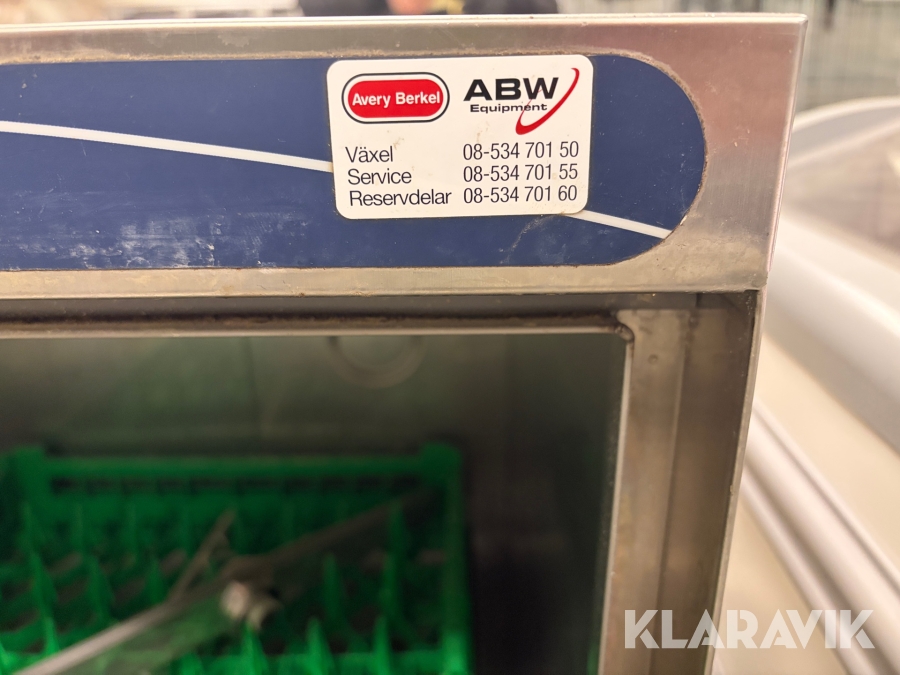 Avery Berkel
ABW
Equipment
Växel 08-534 701 50
Service 08-534 701 55
Reservdelar 08-534 701 60
KLARAVIK